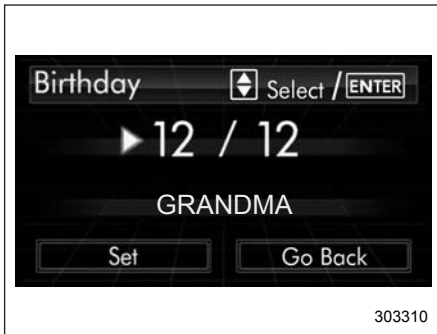 Birthday Select / ENTER
12 / 12
GRANDMA
Set Go Back
303310